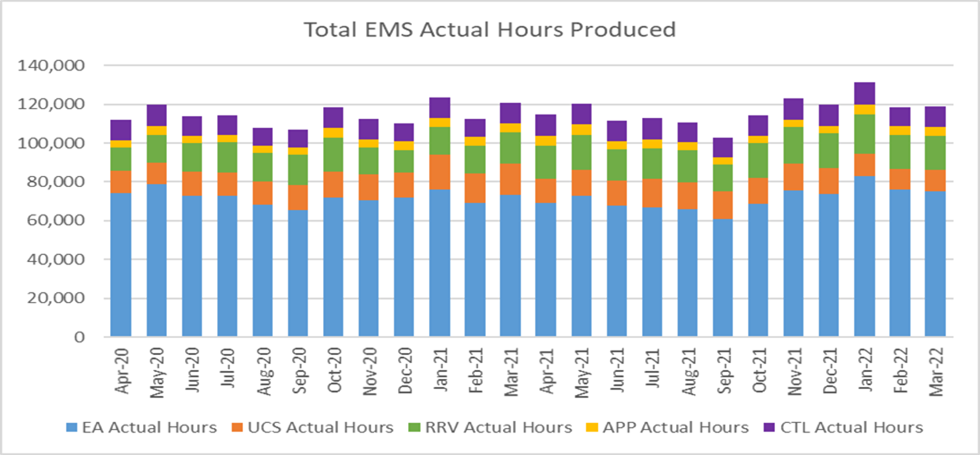 Total EMS Actual Hours Produced
140,000
120,000
100,000
80,000
60,000
40,000
20,000
0
Apr-20 May-20 Jun-20 Jul-20 Aug-20 Sep-20 Oct-20 Nov-20 Dec-20 Jan-21 Feb-21 Mar-21 Apr-21 May-21 Jun-21 Jul-21 Aug-21 Sep-21 Oct-21 Nov-21 Dec-21 Jan-22 Feb-22 Mar-22
EA Actual Hours UCS Actual Hours RRV Actual Hours APP Actual Hours CTL Actual Hours